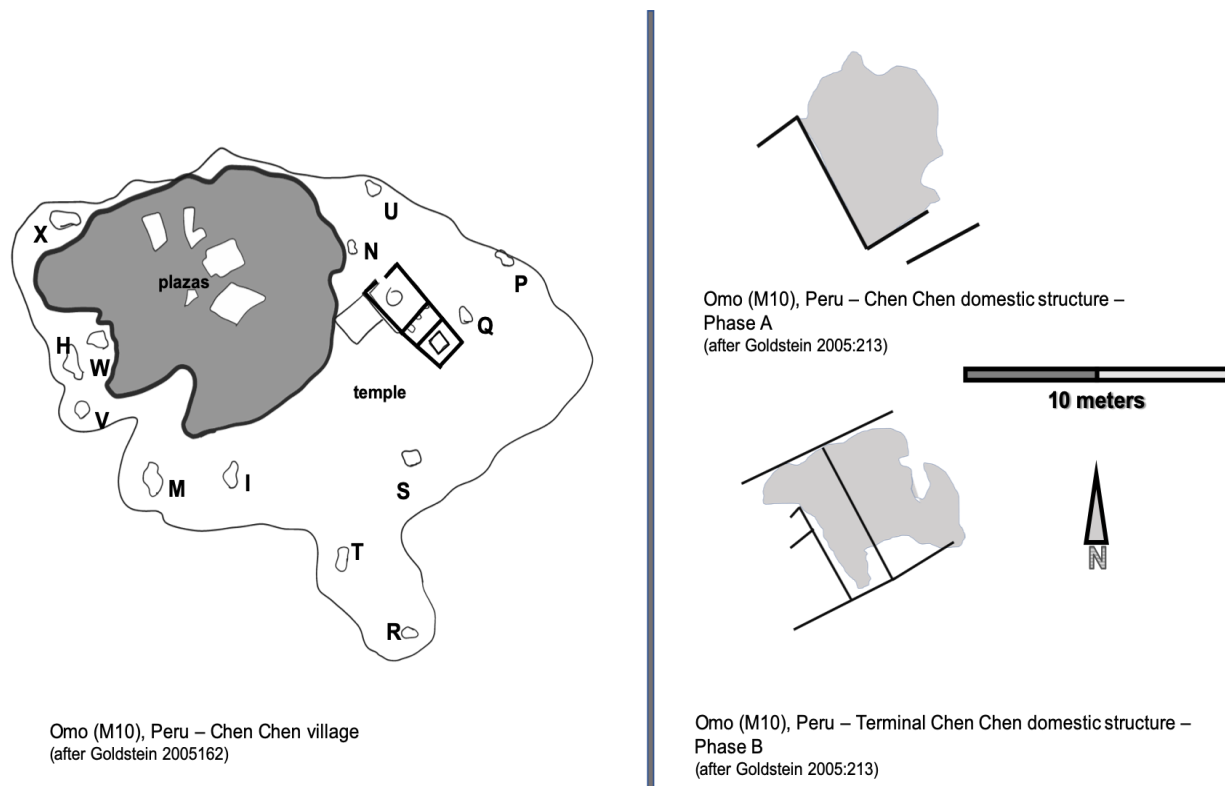 X
U
N
plazas
P
Q
H
W
V
temple
M
I
S
T
R
Omo (M10), Peru – Chen Chen village
(after Goldstein 2005162)
Omo (M10), Peru – Chen Chen domestic structure –
Phase A
(after Goldstein 2005:213)
10 meters
N
Omo (M10), Peru – Terminal Chen Chen domestic structure –
Phase B
(after Goldstein 2005:213)